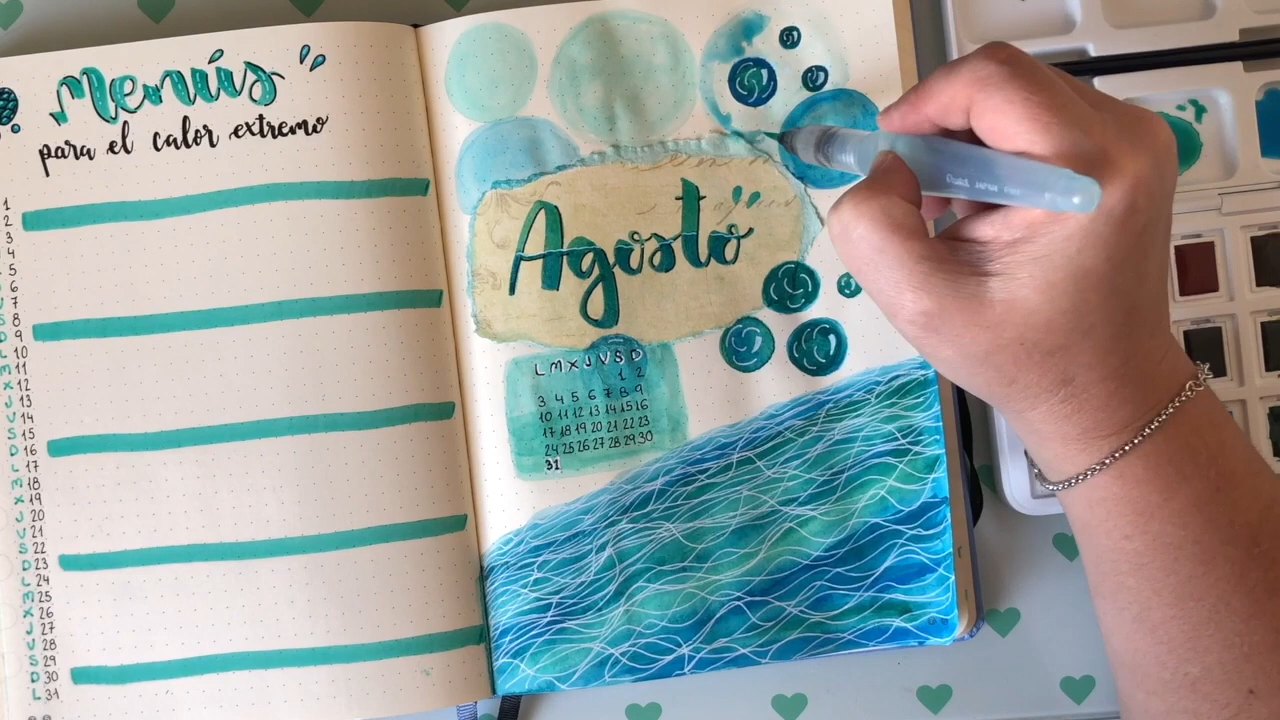 Menús
para el calor extremo
1
2
3
4
5
6
V 7
S 8
D 9
L 10
M 11
X 12
J 13
V 14
S 15
D 16
L 17
M 18
X 19
J 20
V 21
S 22
D 23
L 24
M 25
X 26
J 27
V 28
S 29
D 30
L 31
Agosto
L M X J V S D
1 2
3 4 5 6 7 8 9
10 11 12 13 14 15 16
17 18 19 20 21 22 23
24 25 26 27 28 29 30
31
JAPAN